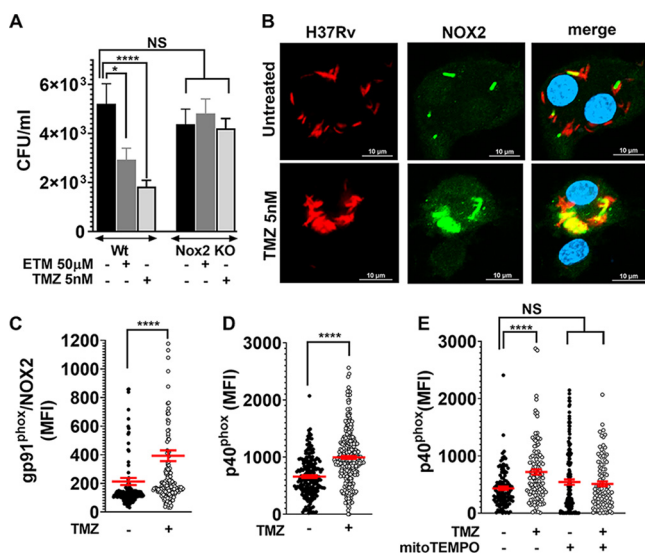 A
NS
****
*
6×10³
4×10³
2×10³
0
CFU/ml
Wt
Nox2 KO
ETM 50µM - + - - + -
TMZ 5nM - - + - - +
B
H37Rv NOX2 merge
Untreated
10 µm 10 µm 10 µm
TMZ 5nM
10 µm 10 µm 10 µm
C
****
gp91phox/NOX2
(MFI)
1200
1000
800
600
400
200
0
TMZ - +
D
****
p40phox (MFI)
3000
2000
1000
0
TMZ - +
E
NS
****
p40phox(MFI)
3000
2000
1000
0
TMZ - + - +
mitoTEMPO - - + +